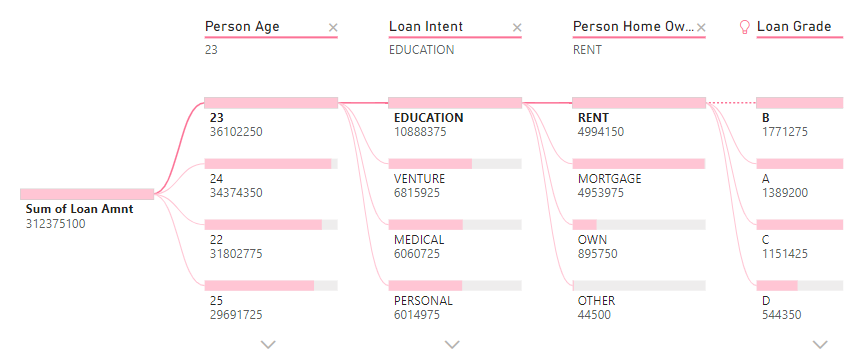 Person Age
23
Loan Intent
EDUCATION
Person Home Ow...
RENT
Loan Grade
Sum of Loan Amnt
312375100
23
36102250
24
34374350
22
31802775
25
29691725
EDUCATION
10888375
VENTURE
6815925
MEDICAL
6060725
PERSONAL
6014975
RENT
4994150
MORTGAGE
4953975
OWN
895750
OTHER
44500
B
1771275
A
1389200
C
1151425
D
544350